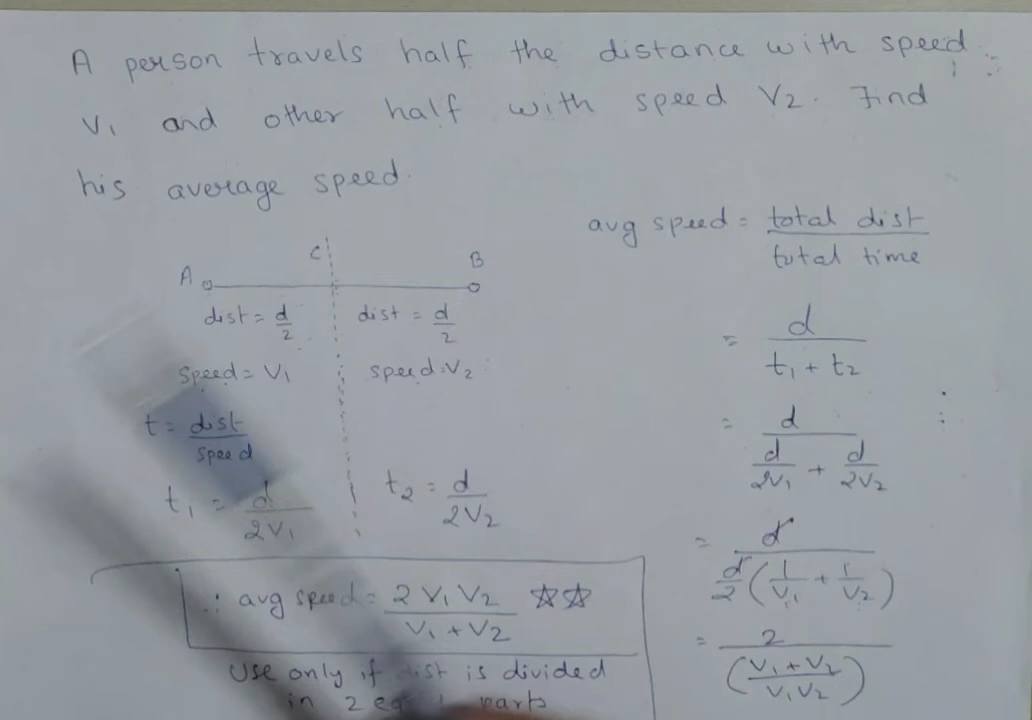 A person travels half the distance with speed
V₁ and other half with speed V₂. Find
his average speed.
A C B
dist = d/2 dist = d/2
speed = V₁ speed = V₂
t = dist/speed
t₁ = d/2V₁ t₂ = d/2V₂
∴ avg speed = 2V₁V₂/V₁+V₂ ☆☆
Use only if dist is divided
in 2 parts
avg speed = total dist/total time
= d/t₁+t₂
= d/d/2V₁ + d/2V₂
= d/d/2(1/V₁ + 1/V₂)
= 2/(V₁+V₂/V₁V₂)